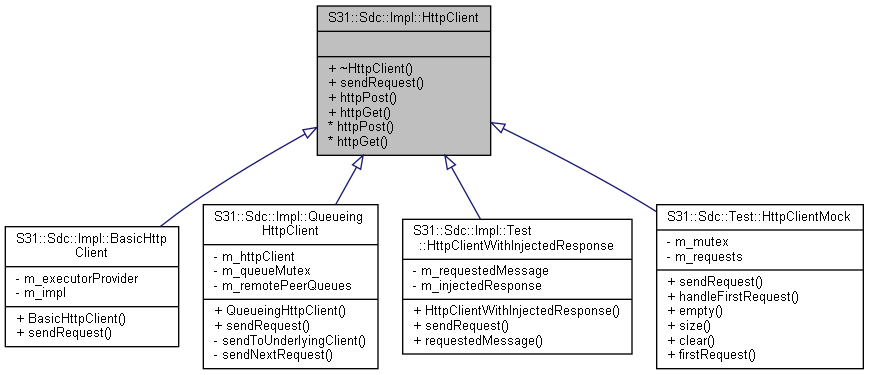 S31::Sdc::Impl::HttpClient
+ ~HttpClient()
+ sendRequest()
+ httpPost()
+ httpGet()
* httpPost()
* httpGet()
S31::Sdc::Impl::BasicHttp
Client
- m_executorProvider
- m_impl
+ BasicHttpClient()
+ sendRequest()
S31::Sdc::Impl::Queueing
HttpClient
- m_httpClient
- m_queueMutex
- m_remotePeerQueues
+ QueueingHttpClient()
+ sendRequest()
- sendToUnderlyingClient()
- sendNextRequest()
S31::Sdc::Impl::Test
::HttpClientWithInjectedResponse
- m_requestedMessage
- m_injectedResponse
+ HttpClientWithInjectedResponse()
+ sendRequest()
+ requestedMessage()
S31::Sdc::Test::HttpClientMock
- m_mutex
- m_requests
+ sendRequest()
+ handleFirstRequest()
+ empty()
+ size()
+ clear()
+ firstRequest()